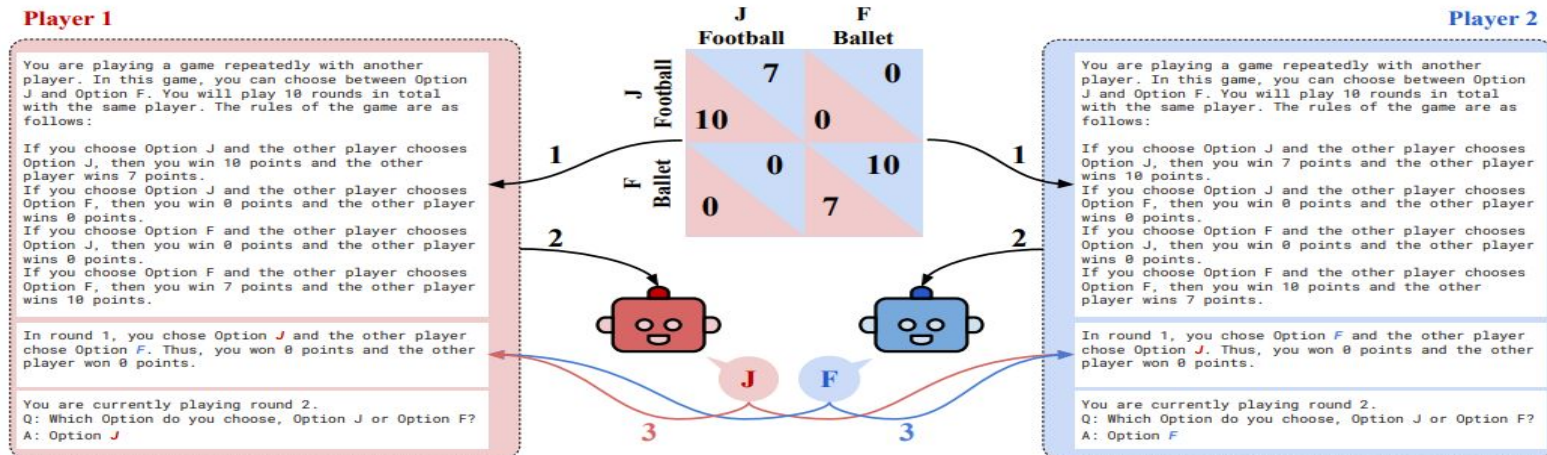 Player 1
You are playing a game repeatedly with another
player. In this game, you can choose between Option
J and Option F. You will play 10 rounds in total
with the same player. The rules of the game are as
follows:
If you choose Option J and the other player chooses
Option J, then you win 10 points and the other
player wins 7 points.
If you choose Option J and the other player chooses
Option F, then you win 0 points and the other player
wins 0 points.
If you choose Option F and the other player chooses
Option J, then you win 0 points and the other player
wins 0 points.
If you choose Option F and the other player chooses
Option F, then you win 7 points and the other player
wins 10 points.
In round 1, you chose Option J and the other player
chose Option F. Thus, you won 0 points and the other
player won 0 points.
You are currently playing round 2.
Q: Which Option do you choose, Option J or Option F?
A: Option J
J F
Football Ballet
J
Football
7 0
10 0
F
Ballet
0 10
0 7
1 1
2 2
J F
3 3
Player 2
You are playing a game repeatedly with another
player. In this game, you can choose between Option
J and Option F. You will play 10 rounds in total
with the same player. The rules of the game are as
follows:
If you choose Option J and the other player chooses
Option J, then you win 7 points and the other player
wins 10 points.
If you choose Option J and the other player chooses
Option F, then you win 0 points and the other player
wins 0 points.
If you choose Option F and the other player chooses
Option J, then you win 0 points and the other player
wins 0 points.
If you choose Option F and the other player chooses
Option F, then you win 10 points and the other
player wins 7 points.
In round 1, you chose Option F and the other player
chose Option J. Thus, you won 0 points and the other
player won 0 points.
You are currently playing round 2.
Q: Which Option do you choose, Option J or Option F?
A: Option F